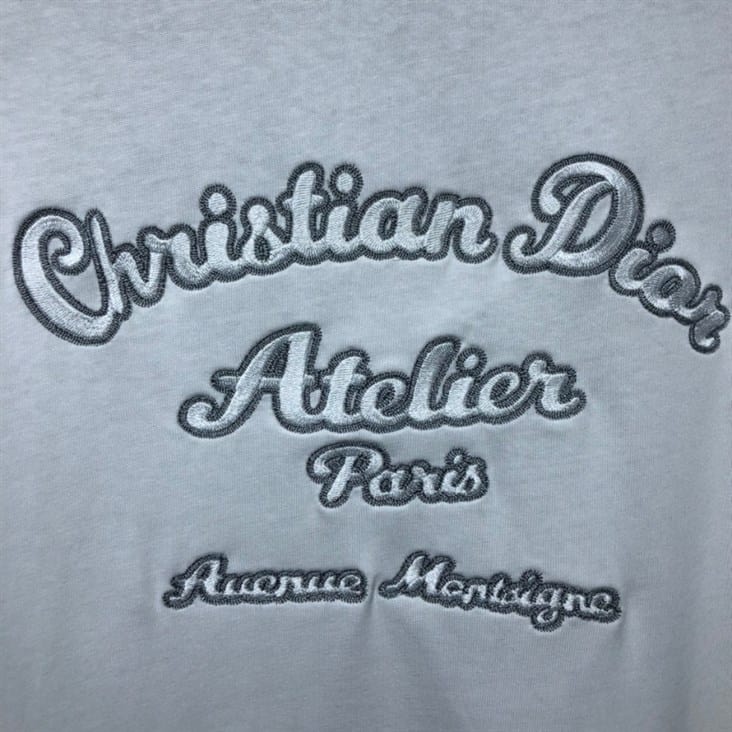 Christian Dior
Atelier
Paris
Avenue Montaigne